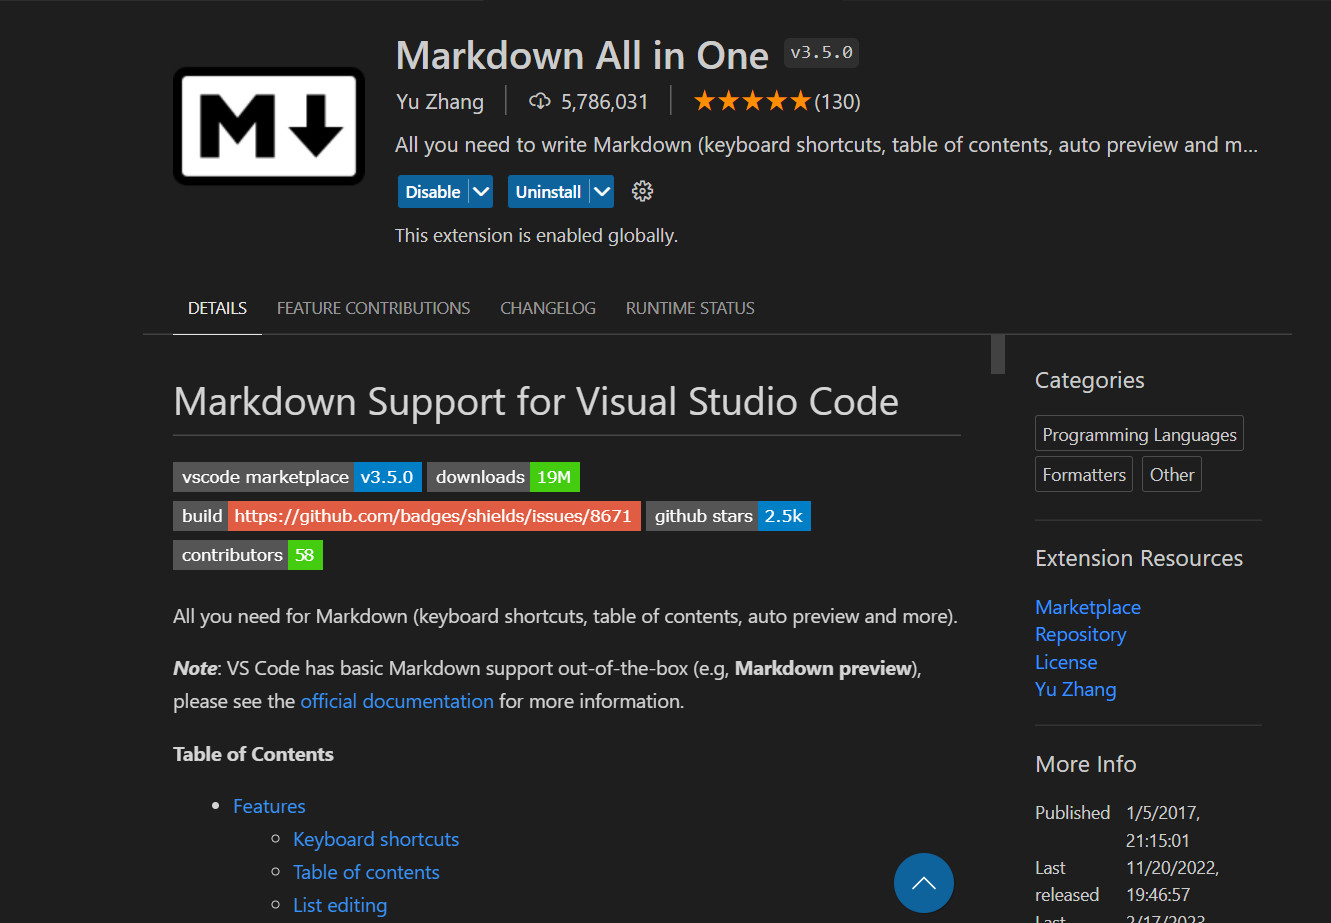 Markdown All in One v3.5.0
Yu Zhang 5,786,031 (130)
All you need to write Markdown (keyboard shortcuts, table of contents, auto preview and m...
Disable Uninstall
This extension is enabled globally.
DETAILS FEATURE CONTRIBUTIONS CHANGELOG RUNTIME STATUS
Markdown Support for Visual Studio Code
vscode marketplace v3.5.0 downloads 19M
build https://github.com/badges/shields/issues/8671 github stars 2.5k
contributors 58
All you need for Markdown (keyboard shortcuts, table of contents, auto preview and more).
Note: VS Code has basic Markdown support out-of-the-box (e.g, Markdown preview),
please see the official documentation for more information.
Table of Contents
Features
Keyboard shortcuts
Table of contents
List editing
Categories
Programming Languages
Formatters Other
Extension Resources
Marketplace
Repository
License
Yu Zhang
More Info
Published 1/5/2017,
21:15:01
Last 11/20/2022,
released 19:46:57
Last 2/17/2023